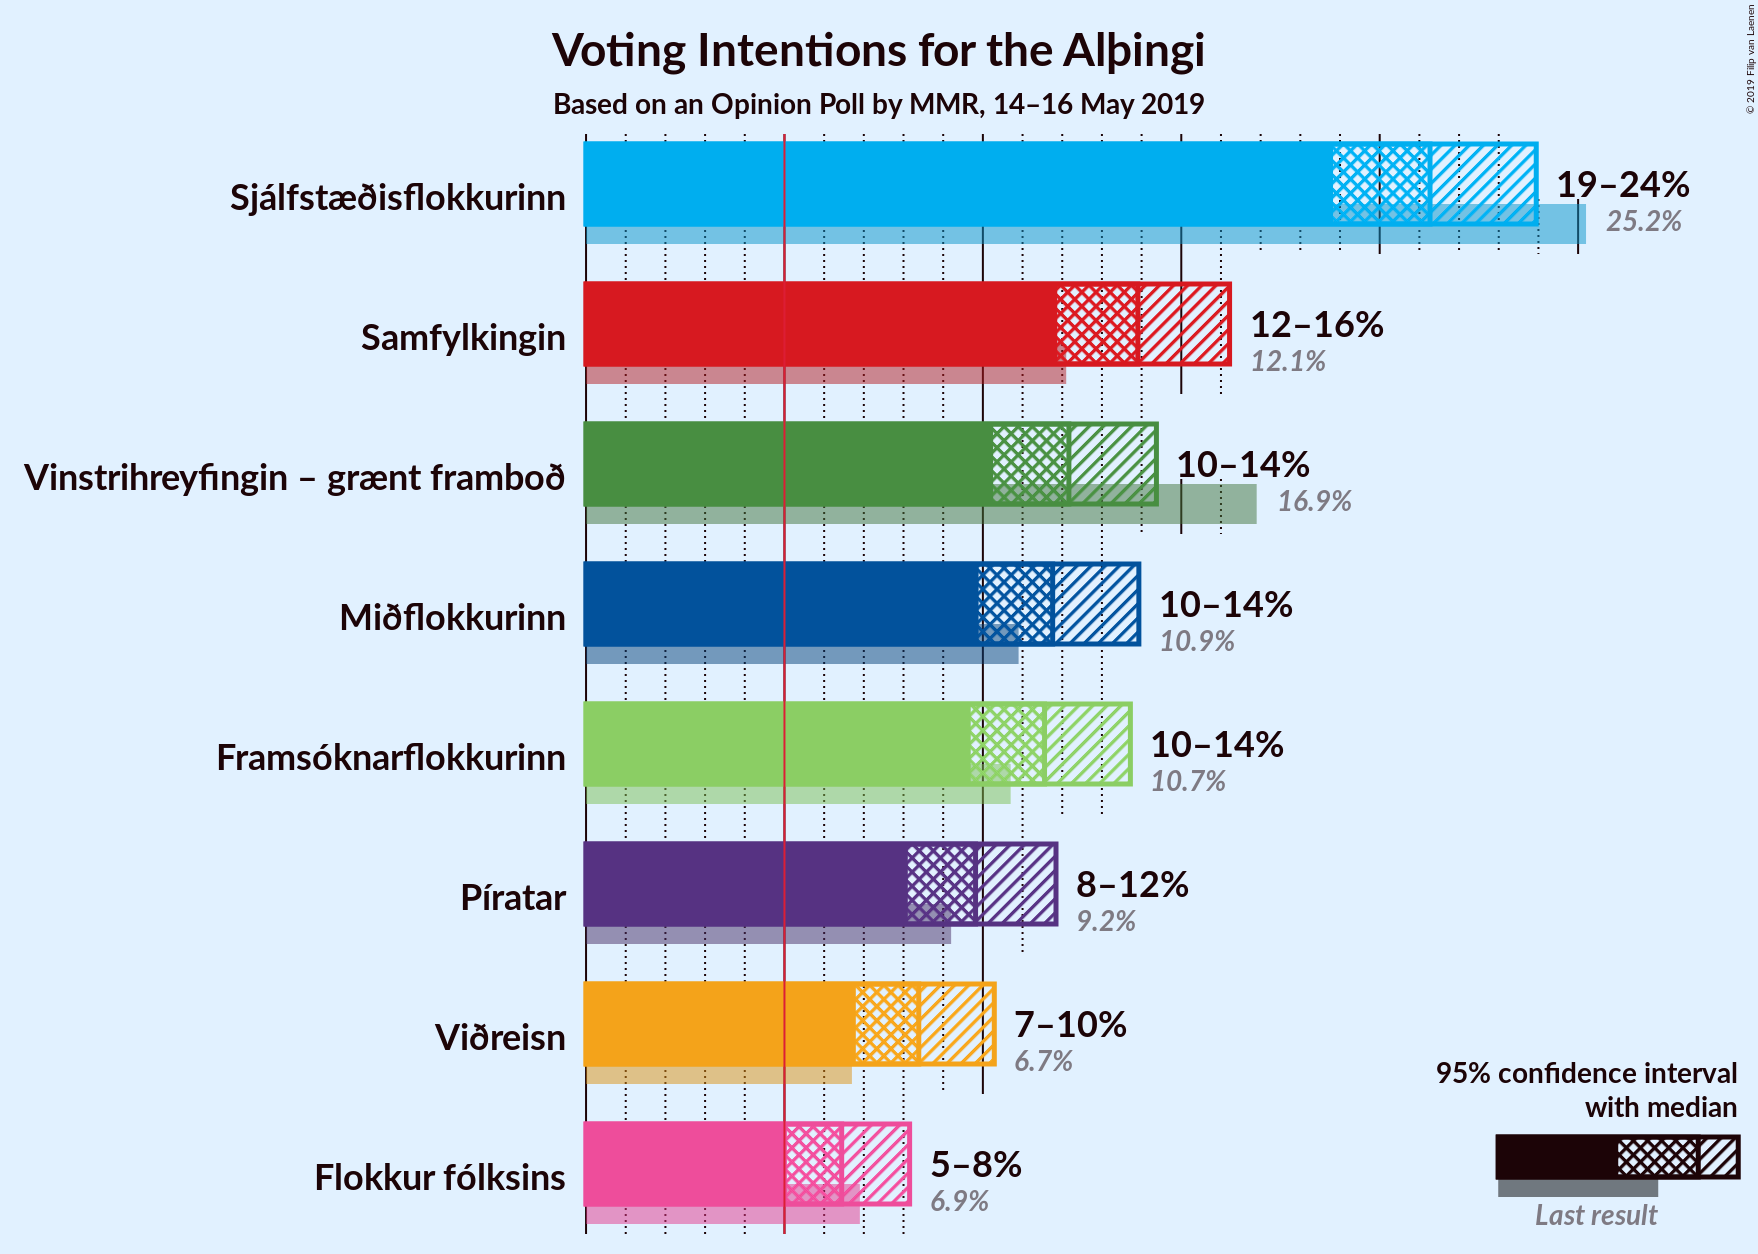 Voting Intentions for the Alþingi
Based on an Opinion Poll by MMR, 14–16 May 2019
© 2019 Filip van Laenen
Sjálfstæðisflokkurinn
19–24%
25.2%
Samfylkingin
12–16%
12.1%
Vinstrihreyfingin – grænt framboð
10–14%
16.9%
Miðflokkurinn
10–14%
10.9%
Framsóknarflokkurinn
10–14%
10.7%
Píratar
8–12%
9.2%
Viðreisn
7–10%
6.7%
Flokkur fólksins
5–8%
6.9%
95% confidence interval
with median
Last result